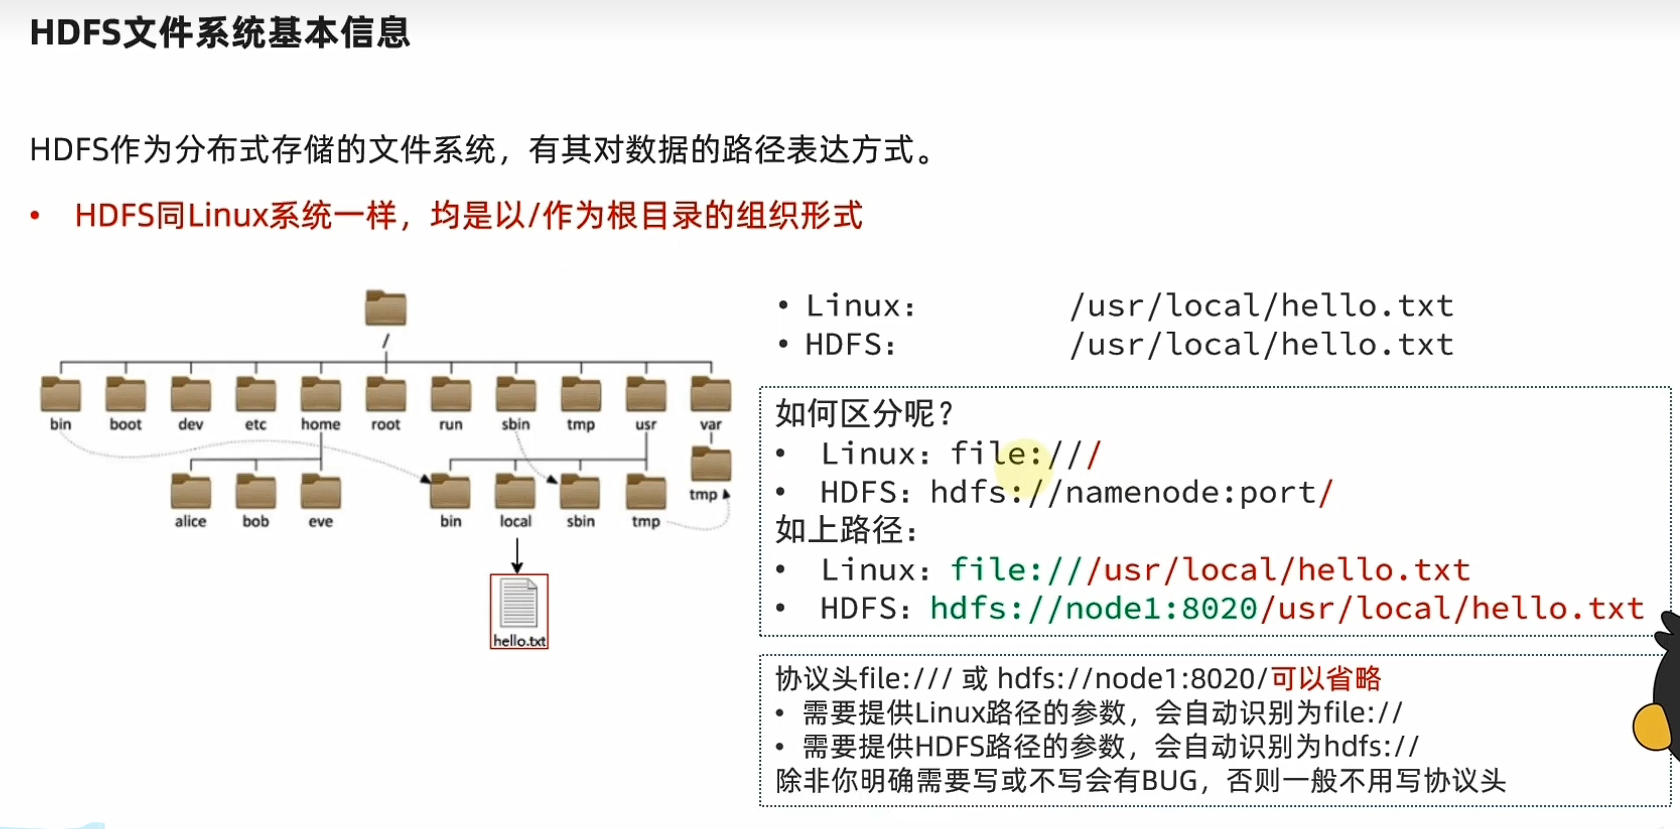 HDFS文件系统基本信息
HDFS作为分布式存储的文件系统，有其对数据的路径表达方式。
• HDFS同Linux系统一样，均是以/作为根目录的组织形式
/
bin boot dev etc home root run sbin tmp usr var
tmp
alice bob eve bin local sbin tmp
hello.txt
• Linux： /usr/local/hello.txt
• HDFS： /usr/local/hello.txt
如何区分呢？
• Linux：file:///
• HDFS：hdfs://namenode:port/
如上路径：
• Linux：file:///usr/local/hello.txt
• HDFS：hdfs://node1:8020/usr/local/hello.txt
协议头file:/// 或 hdfs://node1:8020/可以省略
• 需要提供Linux路径的参数，会自动识别为file://
• 需要提供HDFS路径的参数，会自动识别为hdfs://
除非你明确需要写或不写会有BUG，否则一般不用写协议头